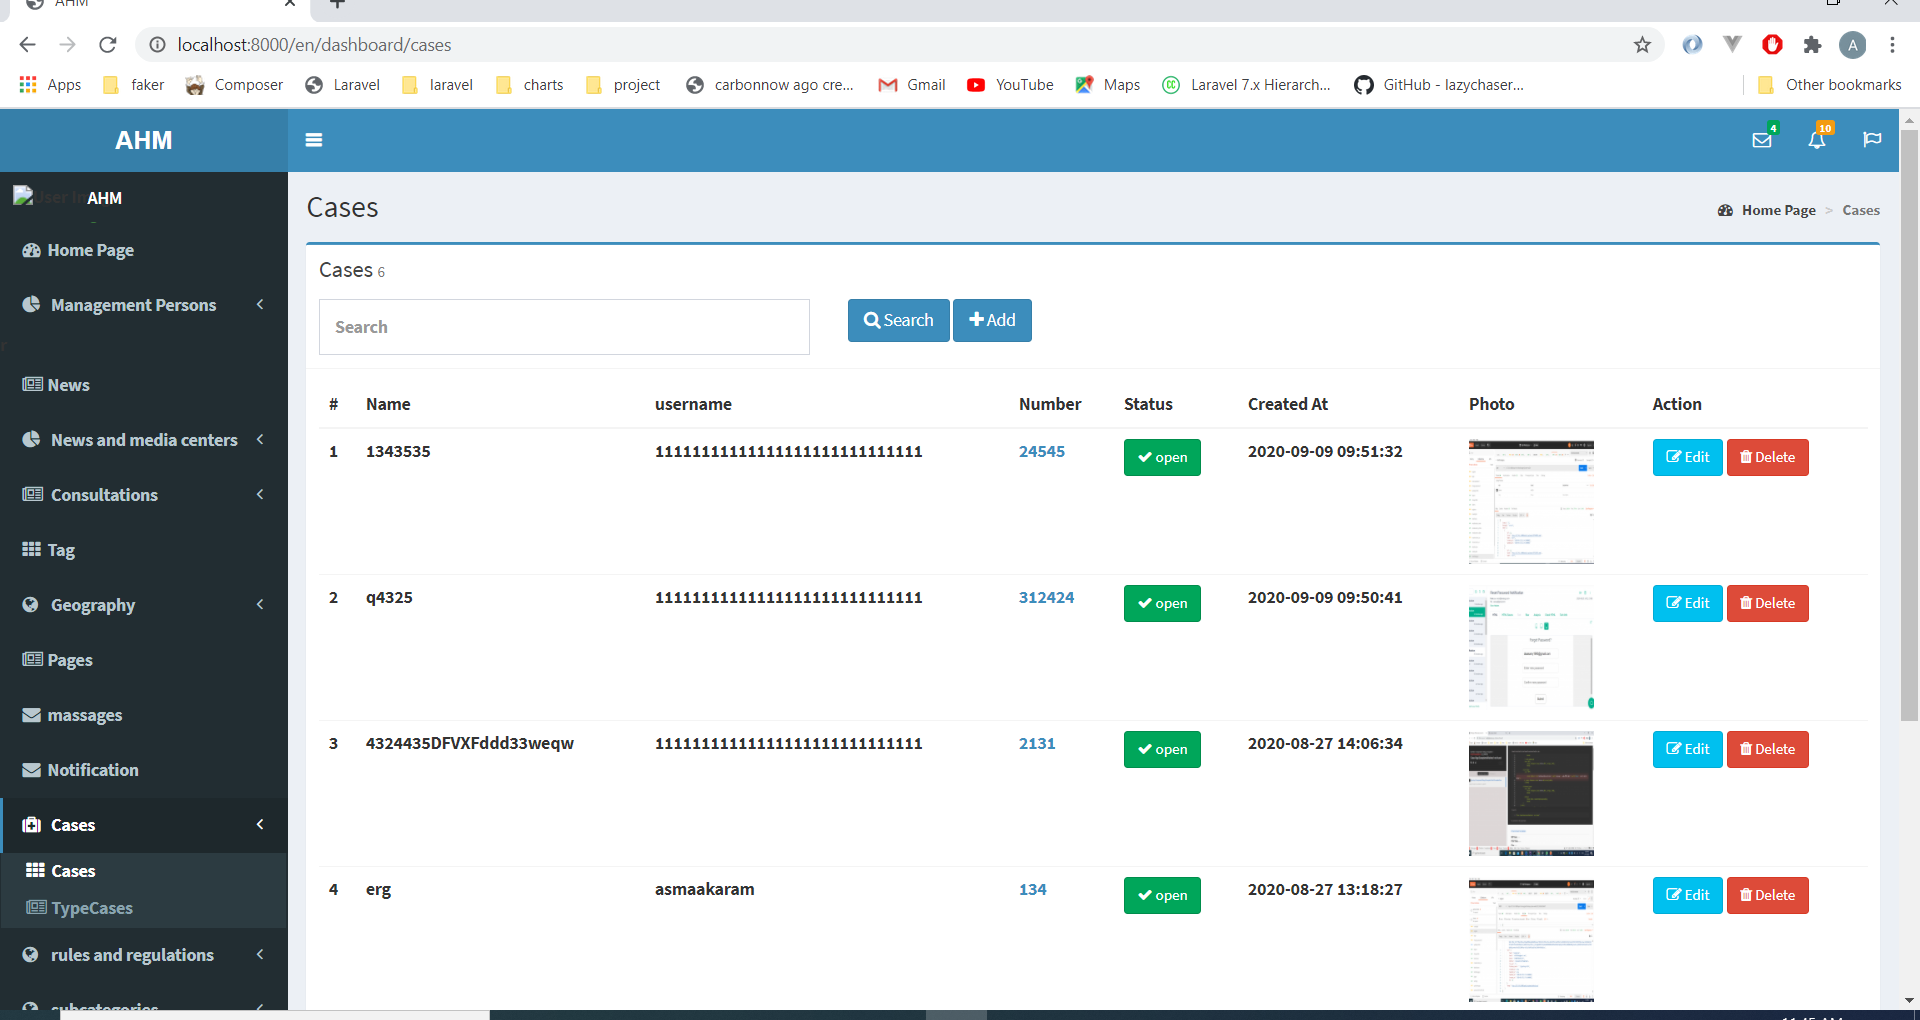 AHM
localhost:8000/en/dashboard/cases
A
Apps faker Composer Laravel laravel charts project carbonnow ago cre... Gmail YouTube Maps Laravel 7.x Hierarch... GitHub - lazychaser... Other bookmarks
AHM
4
10
AHM
Cases
Home Page > Cases
Home Page
Management Persons
News
News and media centers
Consultations
Tag
Geography
Pages
massages
Notification
Cases
Cases
TypeCases
rules and regulations
subcategories
Cases 6
Search
Search
Add
# Name username Number Status Created At Photo Action
1 1343535 11111111111111111111111111111 24545 open 2020-09-09 09:51:32 Edit Delete
2 q4325 11111111111111111111111111111 312424 open 2020-09-09 09:50:41 Edit Delete
3 4324435DFVXFddd33weqw 11111111111111111111111111111 2131 open 2020-08-27 14:06:34 Edit Delete
4 erg asmaakaram 134 open 2020-08-27 13:18:27 Edit Delete